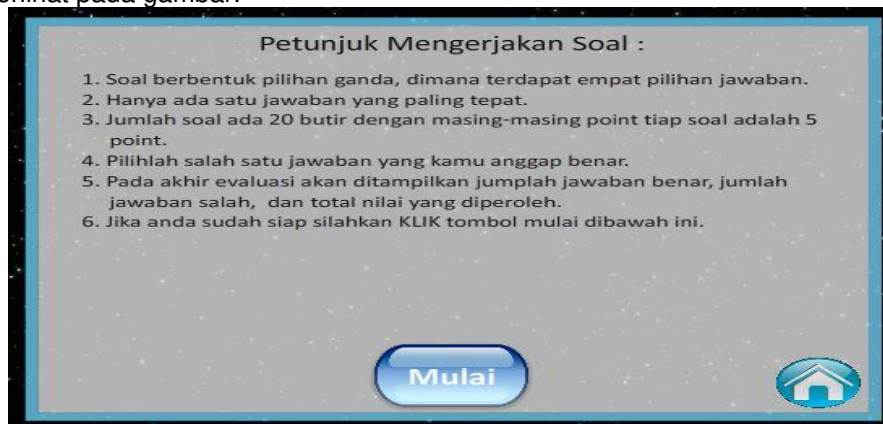 pada gambar.
Petunjuk Mengerjakan Soal :
1. Soal berbentuk pilihan ganda, dimana terdapat empat pilihan jawaban.
2. Hanya ada satu jawaban yang paling tepat.
3. Jumlah soal ada 20 butir dengan masing-masing point tiap soal adalah 5
point.
4. Pilihlah salah satu jawaban yang kamu anggap benar.
5. Pada akhir evaluasi akan ditampilkan jumplah jawaban benar, jumlah
jawaban salah, dan total nilai yang diperoleh.
6. Jika anda sudah siap silahkan KLIK tombol mulai dibawah ini.
Mulai